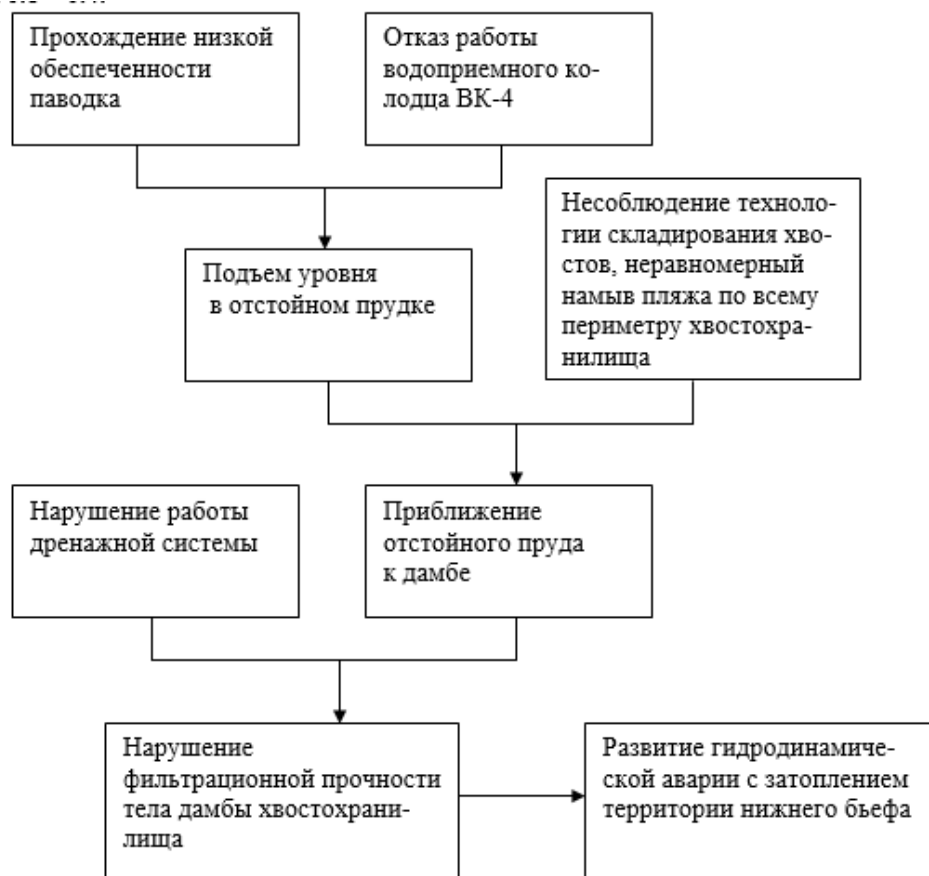 Прохождение низкой
обеспеченности
паводка
Отказ работы
водоприемного ко-
лодца ВК-4
Несоблюдение техноло-
гии складирования хво-
стов, неравномерный
намыв пляжа по всему
периметру хвостохра-
нилища
Подъем уровня
в отстойном прудке
Нарушение работы
дренажной системы
Приближение
отстойного пруда
к дамбе
Нарушение
фильтрационной прочности
тела дамбы хвостохрани-
лища
Развитие гидродинамиче-
ской аварии с затоплением
территории нижнего бьефа